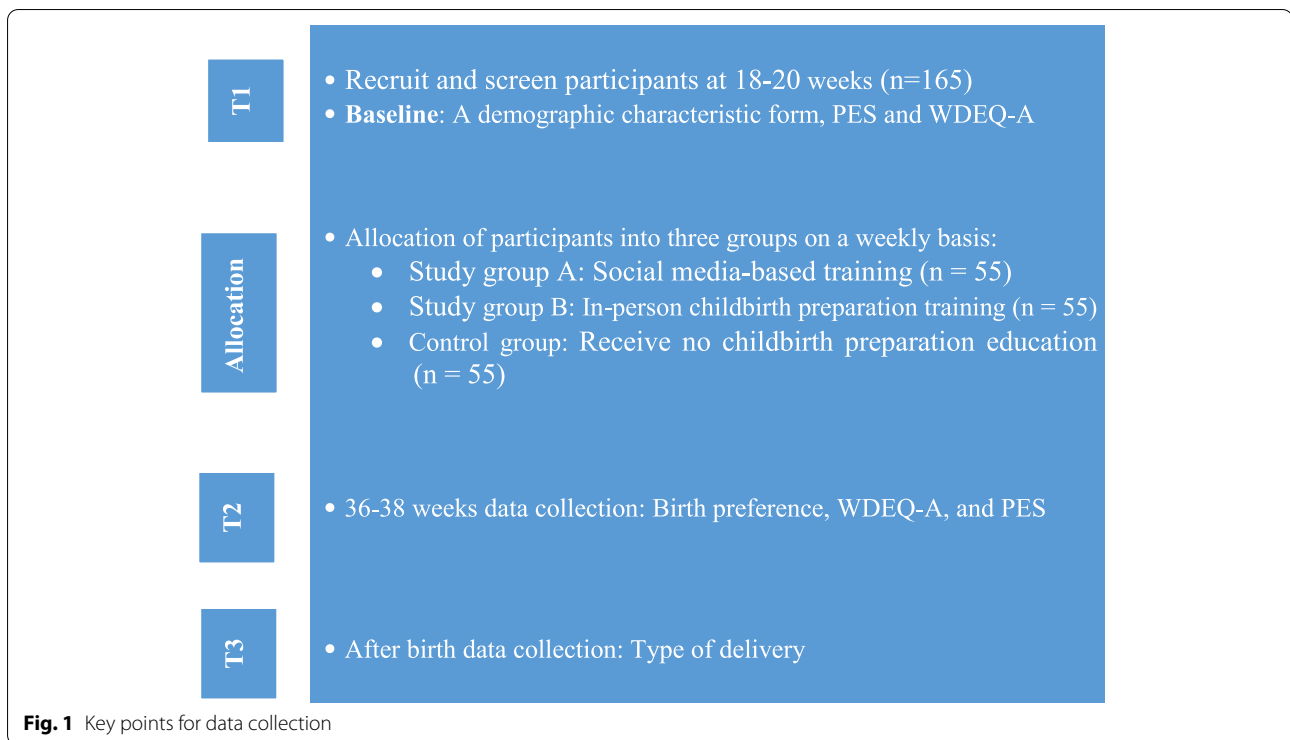 T1
• Recruit and screen participants at 18-20 weeks (n=165)
• Baseline: A demographic characteristic form, PES and WDEQ-A
Allocation
• Allocation of participants into three groups on a weekly basis:
• Study group A: Social media-based training (n = 55)
• Study group B: In-person childbirth preparation training (n = 55)
• Control group: Receive no childbirth preparation education
(n = 55)
T2
• 36-38 weeks data collection: Birth preference, WDEQ-A, and PES
T3
• After birth data collection: Type of delivery
Fig. 1 Key points for data collection